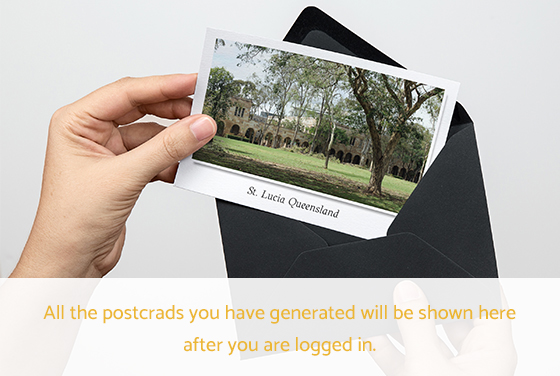 St. Lucia Queensland
All the postcrads you have generated will be shown here
after you are logged in.